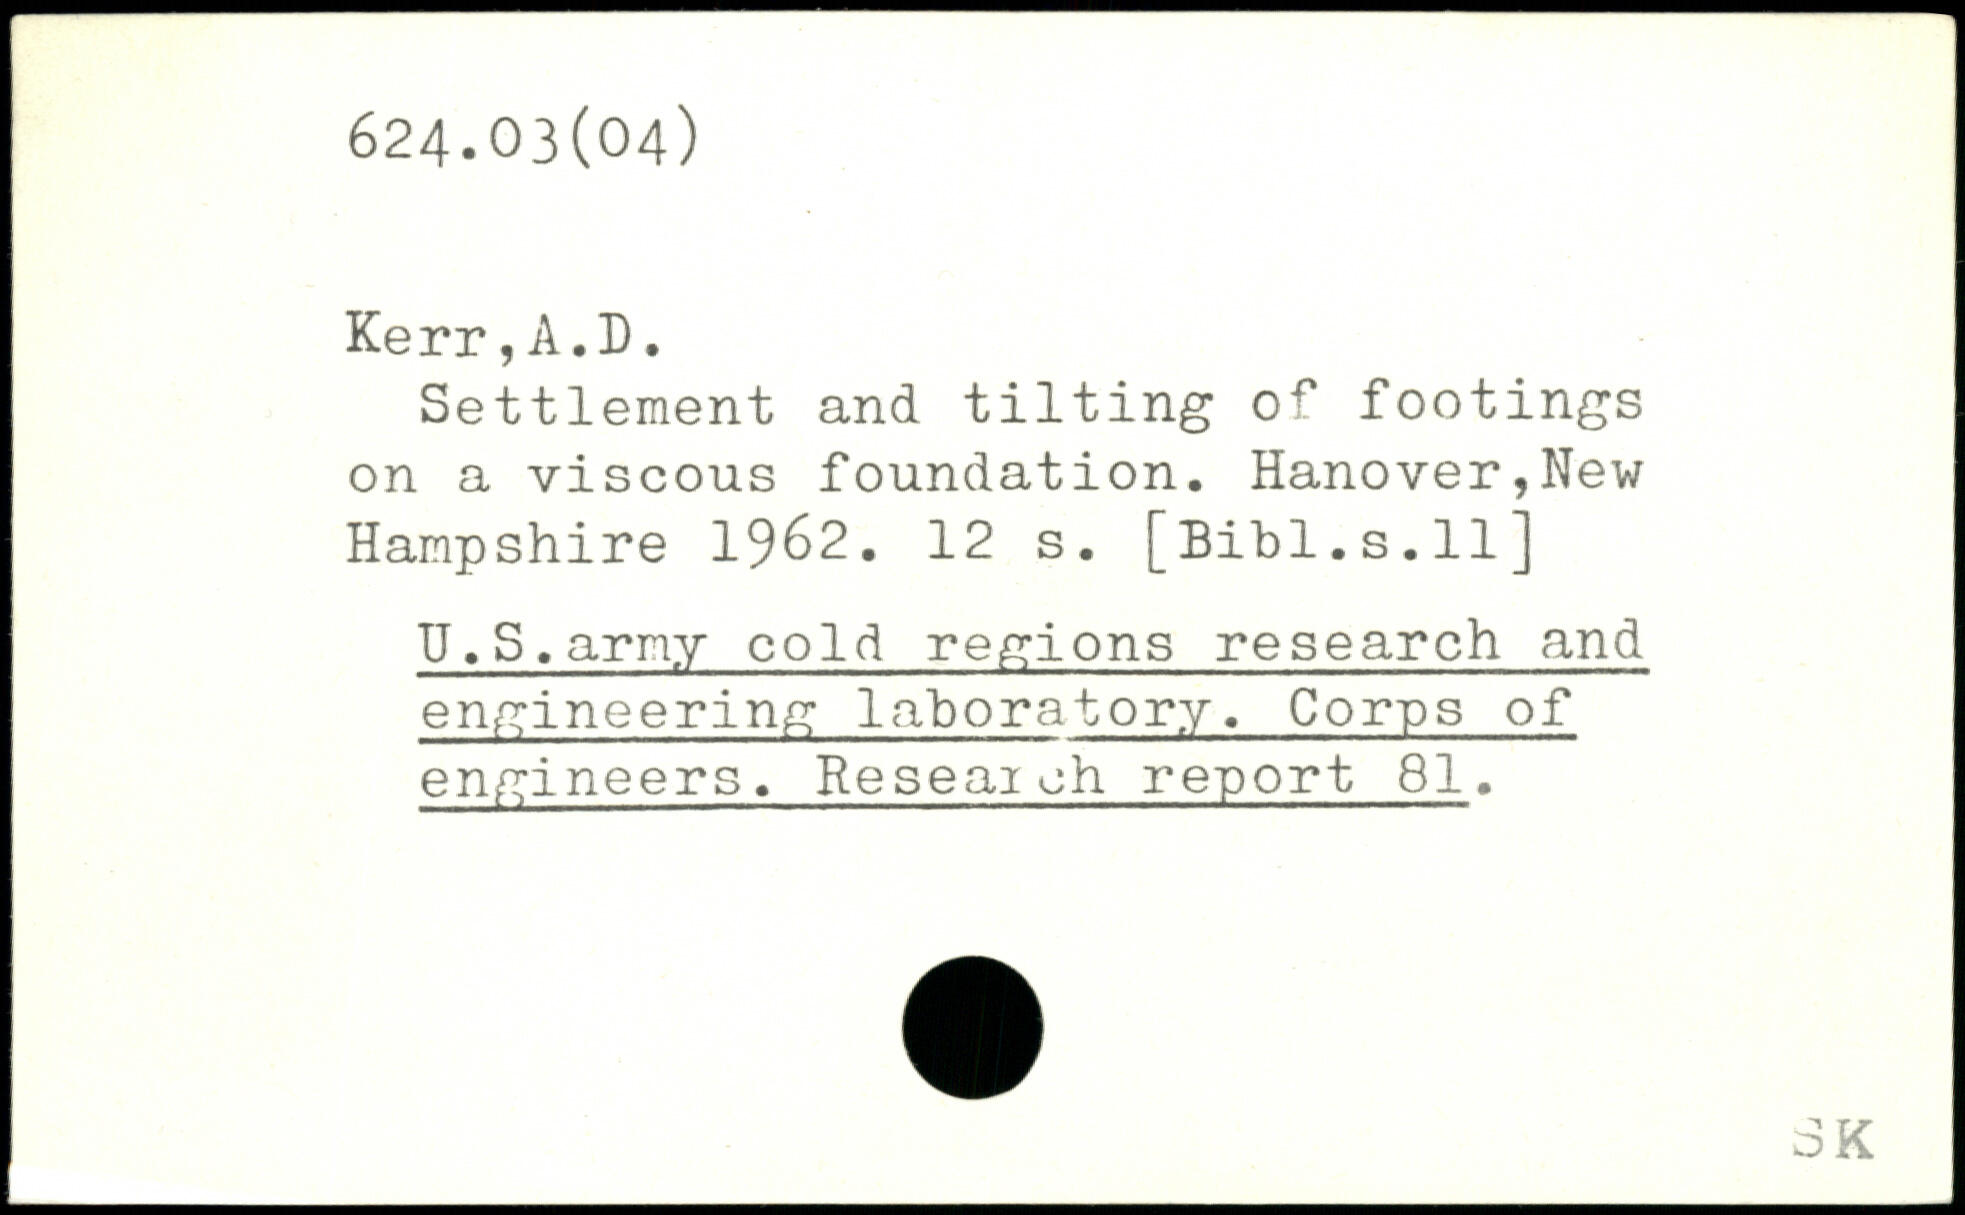 624.03(04)
Kerr,A.D.
Settlement and tilting of footings
on a viscous foundation. Hanover,New
Hampshire 1962. 12 s. [Bibl.s.11]
U.S.army cold regions research and
engineering laboratory. Corps of
engineers. Research report 81.
SK